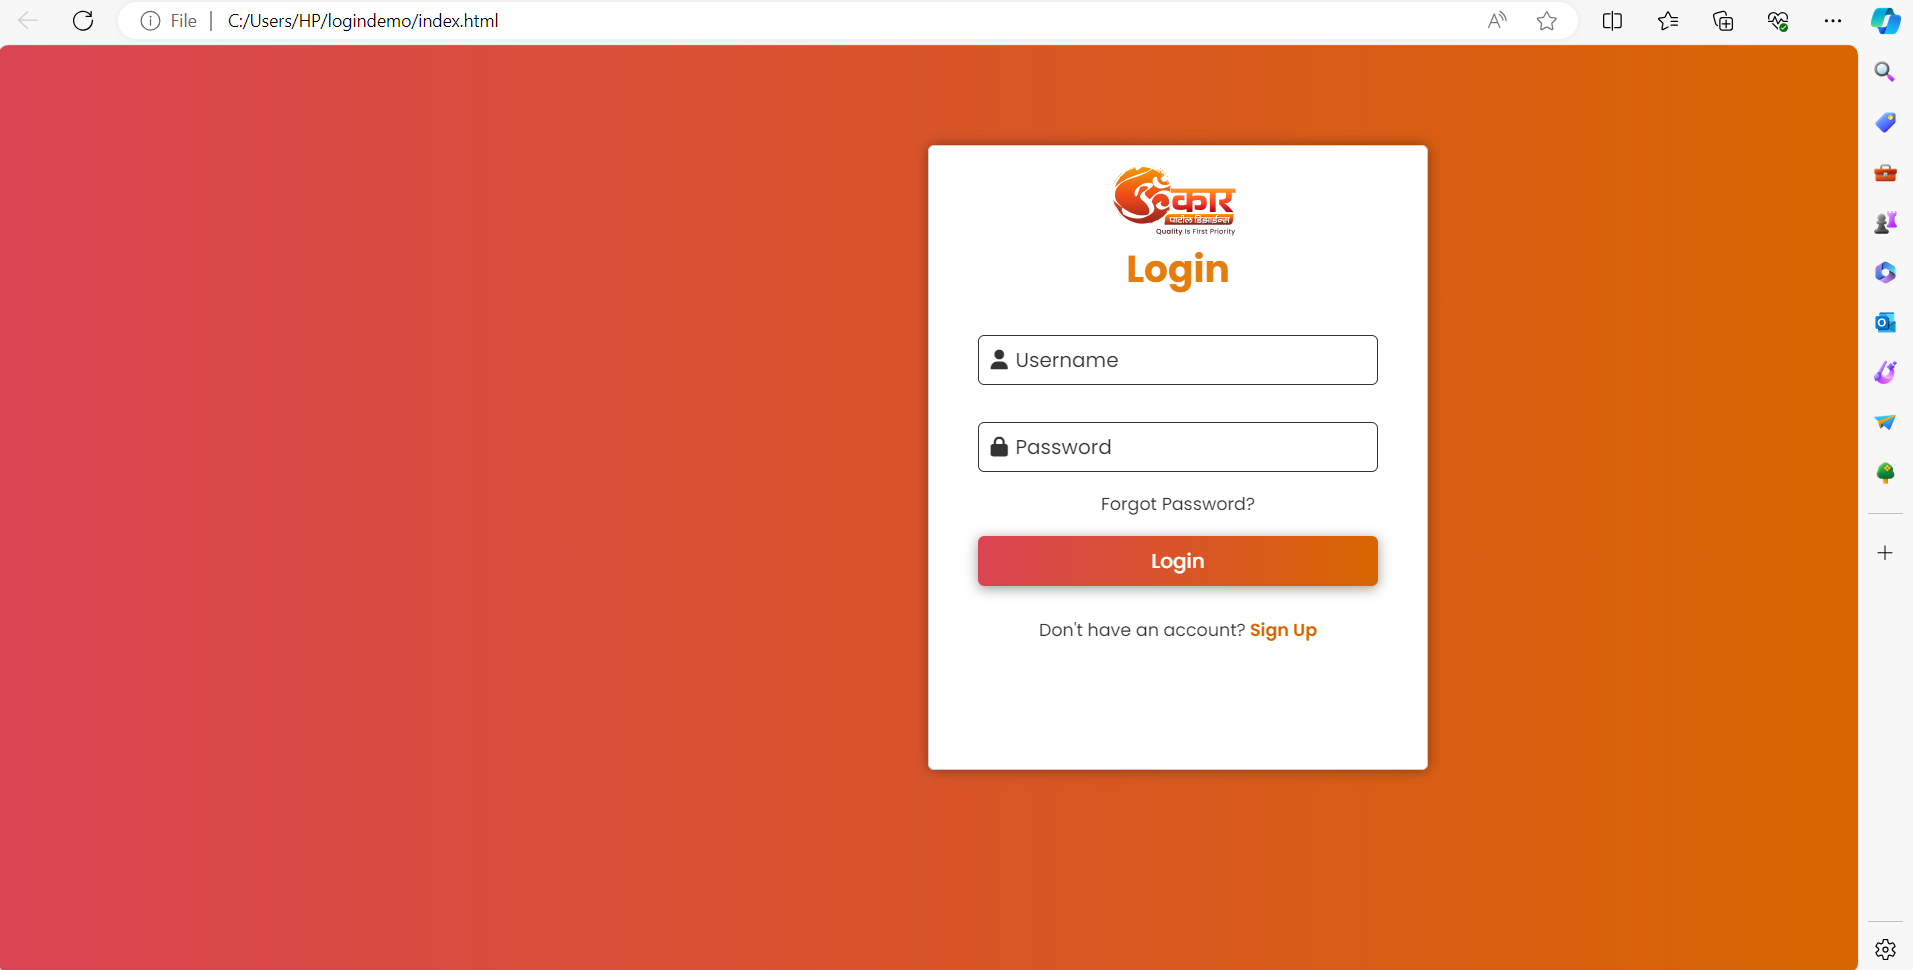 File | C:/Users/HP/logindemo/index.html
ॐकार
पाटील डिझाईन्स
Quality Is First Priority
Login
Username
Password
Forgot Password?
Login
Don't have an account? Sign Up